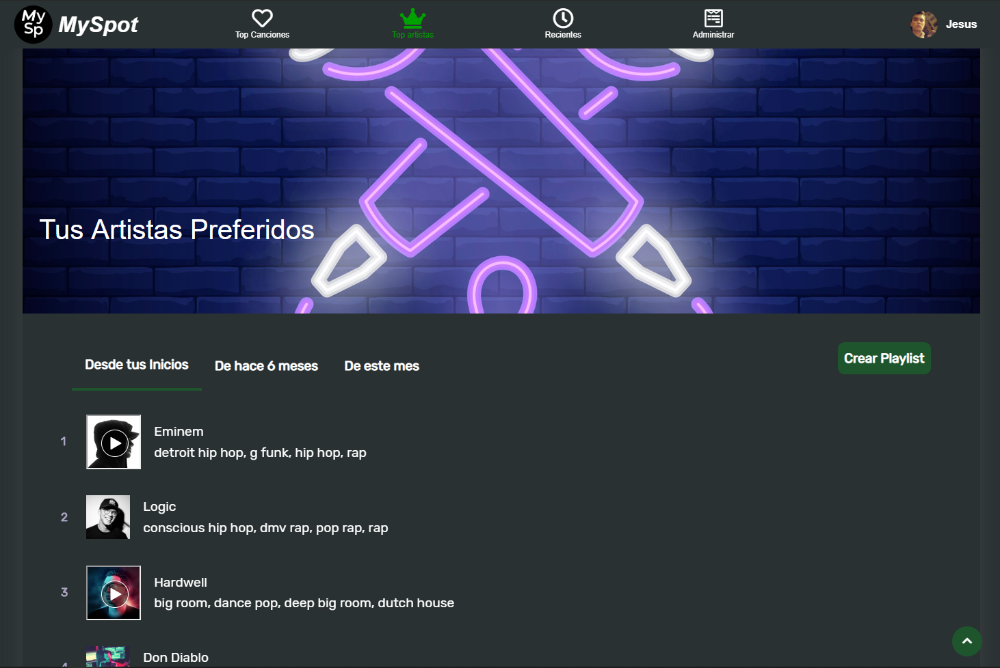 My
Sp
MySpot
Top Canciones
Top artistas
Recientes
Administrar
Jesus
Tus Artistas Preferidos
Desde tus Inicios
De hace 6 meses
De este mes
Crear Playlist
1
Eminem
detroit hip hop, g funk, hip hop, rap
2
Logic
conscious hip hop, dmv rap, pop rap, rap
3
Hardwell
big room, dance pop, deep big room, dutch house
4
Don Diablo